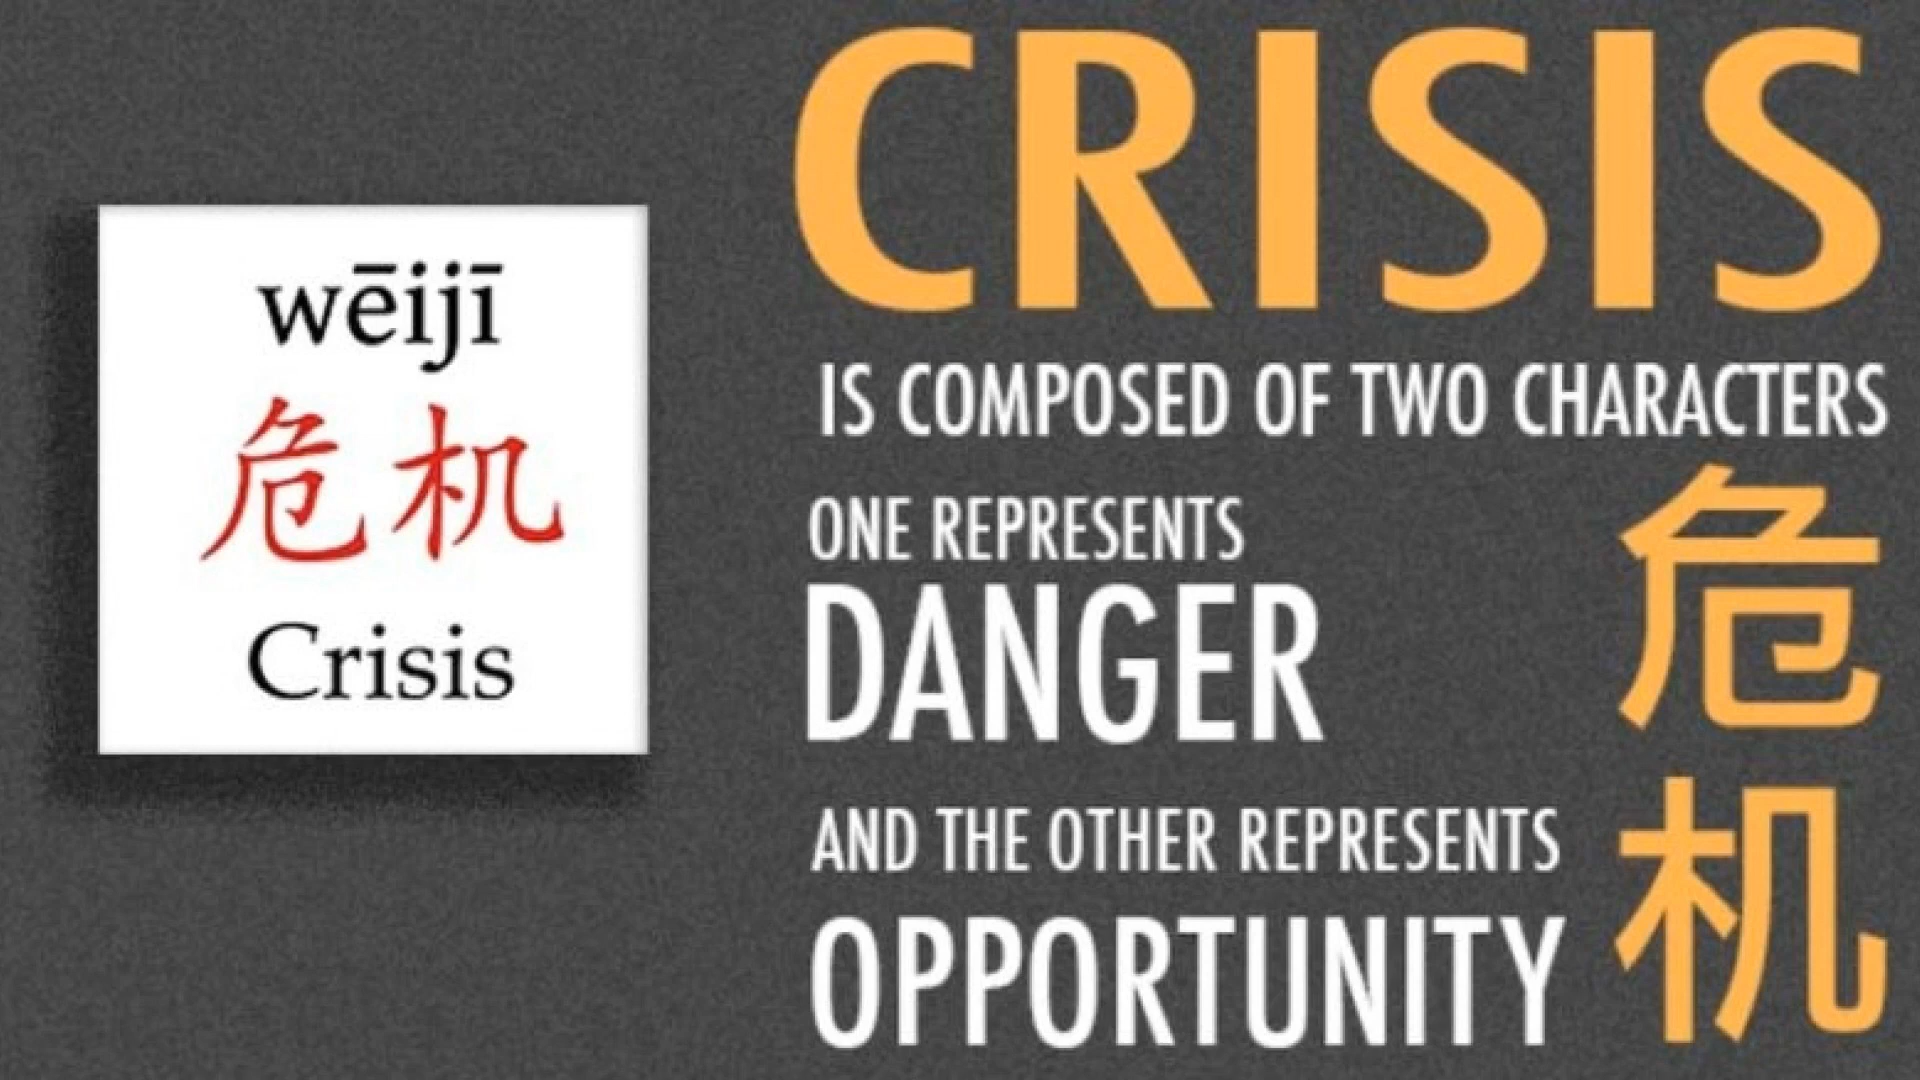 wēijī
危机
Crisis
CRISIS
IS COMPOSED OF TWO CHARACTERS
ONE REPRESENTS
DANGER
AND THE OTHER REPRESENTS
OPPORTUNITY
危
机